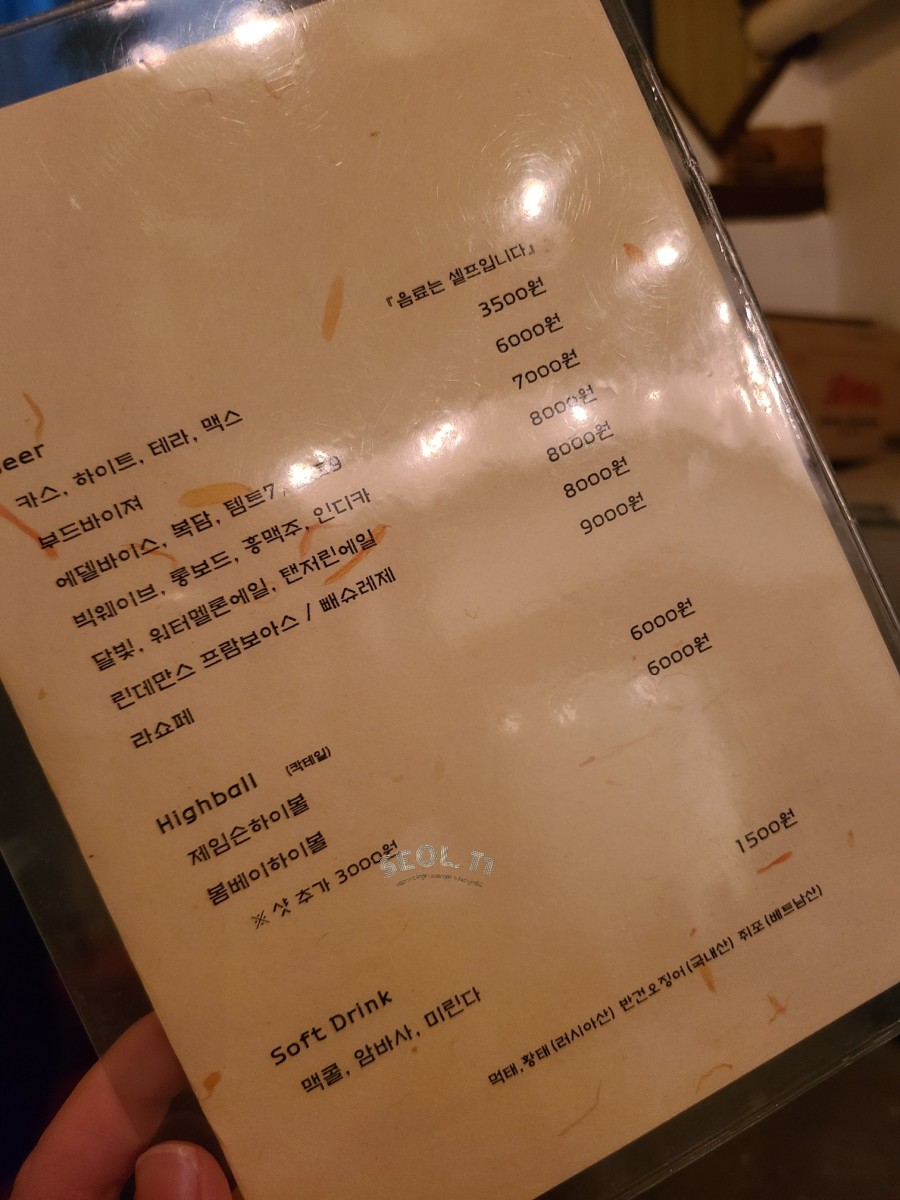 『음료는 셀프입니다』
eer
카스, 하이트, 테라, 맥스 3500원
부드바이져 6000원
에델바이스, 복담, 템트7, 9 7000원
빅웨이브, 롱보드, 흥맥주, 인디카 8000원
달빛, 워터멜론에일, 탠저린에일 8000원
린데만스 프람보아스 / 빼슈레제 8000원
라쇼페 9000원
Highball (칵테일)
제임슨하이볼 6000원
봄베이하이볼 6000원
※ 샷 추가 3000원
SEOL. T1
Soft Drink
맥콜, 암바사, 미린다 1500원
먹태,황태(러시아산) 반건오징어(국내산) 쥐포(베트남산)